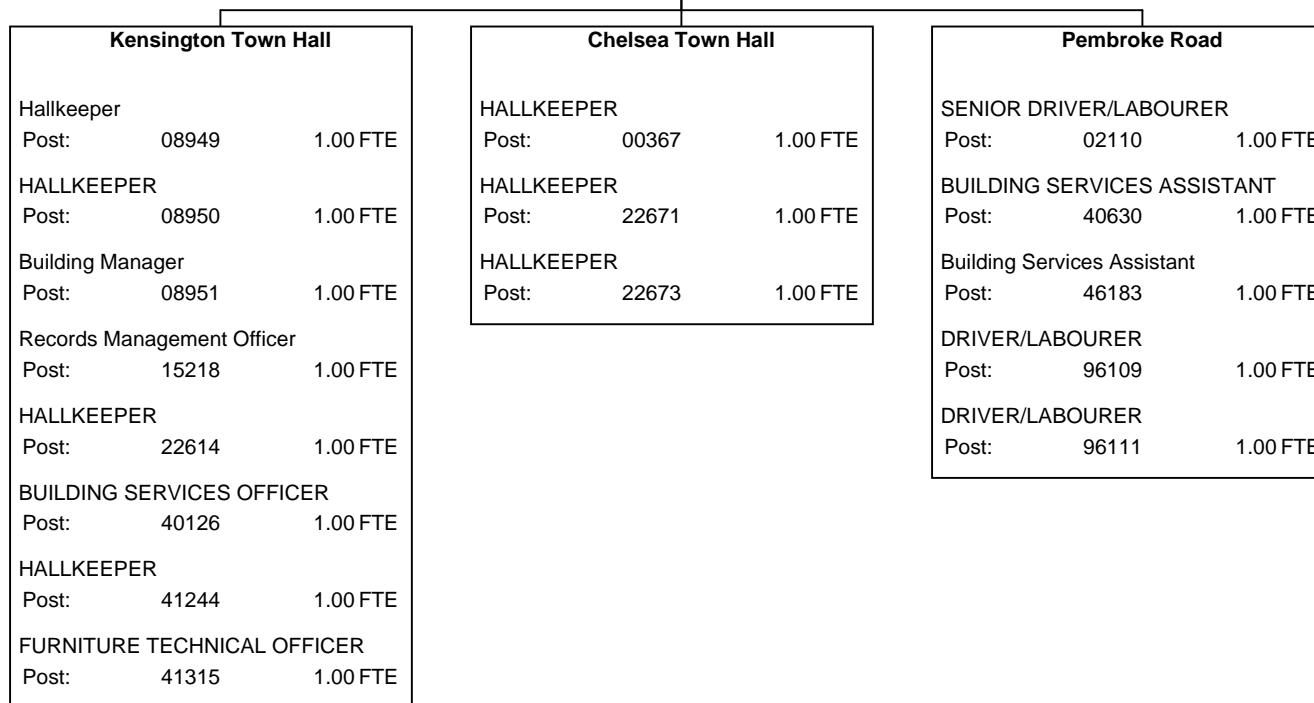 Kensington Town Hall
Hallkeeper
Post: 08949 1.00 FTE
HALLKEEPER
Post: 08950 1.00 FTE
Building Manager
Post: 08951 1.00 FTE
Records Management Officer
Post: 15218 1.00 FTE
HALLKEEPER
Post: 22614 1.00 FTE
BUILDING SERVICES OFFICER
Post: 40126 1.00 FTE
HALLKEEPER
Post: 41244 1.00 FTE
FURNITURE TECHNICAL OFFICER
Post: 41315 1.00 FTE
Chelsea Town Hall
HALLKEEPER
Post: 00367 1.00 FTE
HALLKEEPER
Post: 22671 1.00 FTE
HALLKEEPER
Post: 22673 1.00 FTE
Pembroke Road
SENIOR DRIVER/LABOURER
Post: 02110 1.00 FTE
BUILDING SERVICES ASSISTANT
Post: 40630 1.00 FTE
Building Services Assistant
Post: 46183 1.00 FTE
DRIVER/LABOURER
Post: 96109 1.00 FTE
DRIVER/LABOURER
Post: 96111 1.00 FTE